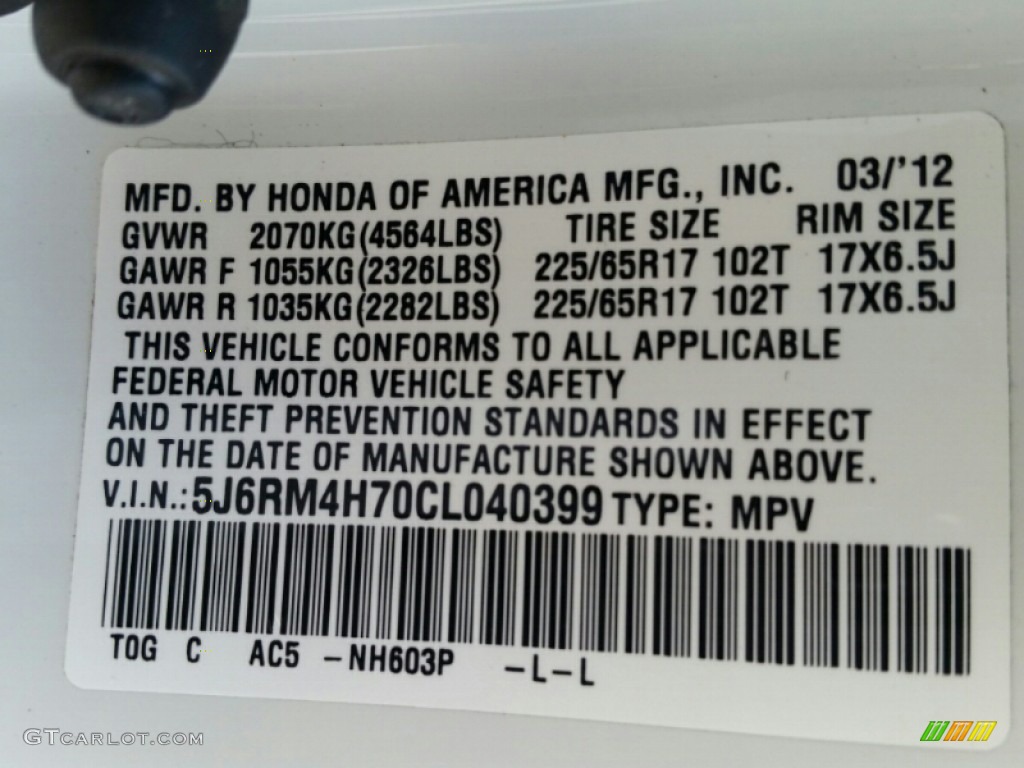 MFD. BY HONDA OF AMERICA MFG., INC. 03/'12
GVWR 2070KG(4564LBS) TIRE SIZE RIM SIZE
GAWR F 1055KG(2326LBS) 225/65R17 102T 17X6.5J
GAWR R 1035KG(2282LBS) 225/65R17 102T 17X6.5J
THIS VEHICLE CONFORMS TO ALL APPLICABLE
FEDERAL MOTOR VEHICLE SAFETY
AND THEFT PREVENTION STANDARDS IN EFFECT
ON THE DATE OF MANUFACTURE SHOWN ABOVE.
V.I.N.:5J6RM4H70CL040399 TYPE: MPV
T0G C AC5 -NH603P -L-L
GTCARLOT.COM